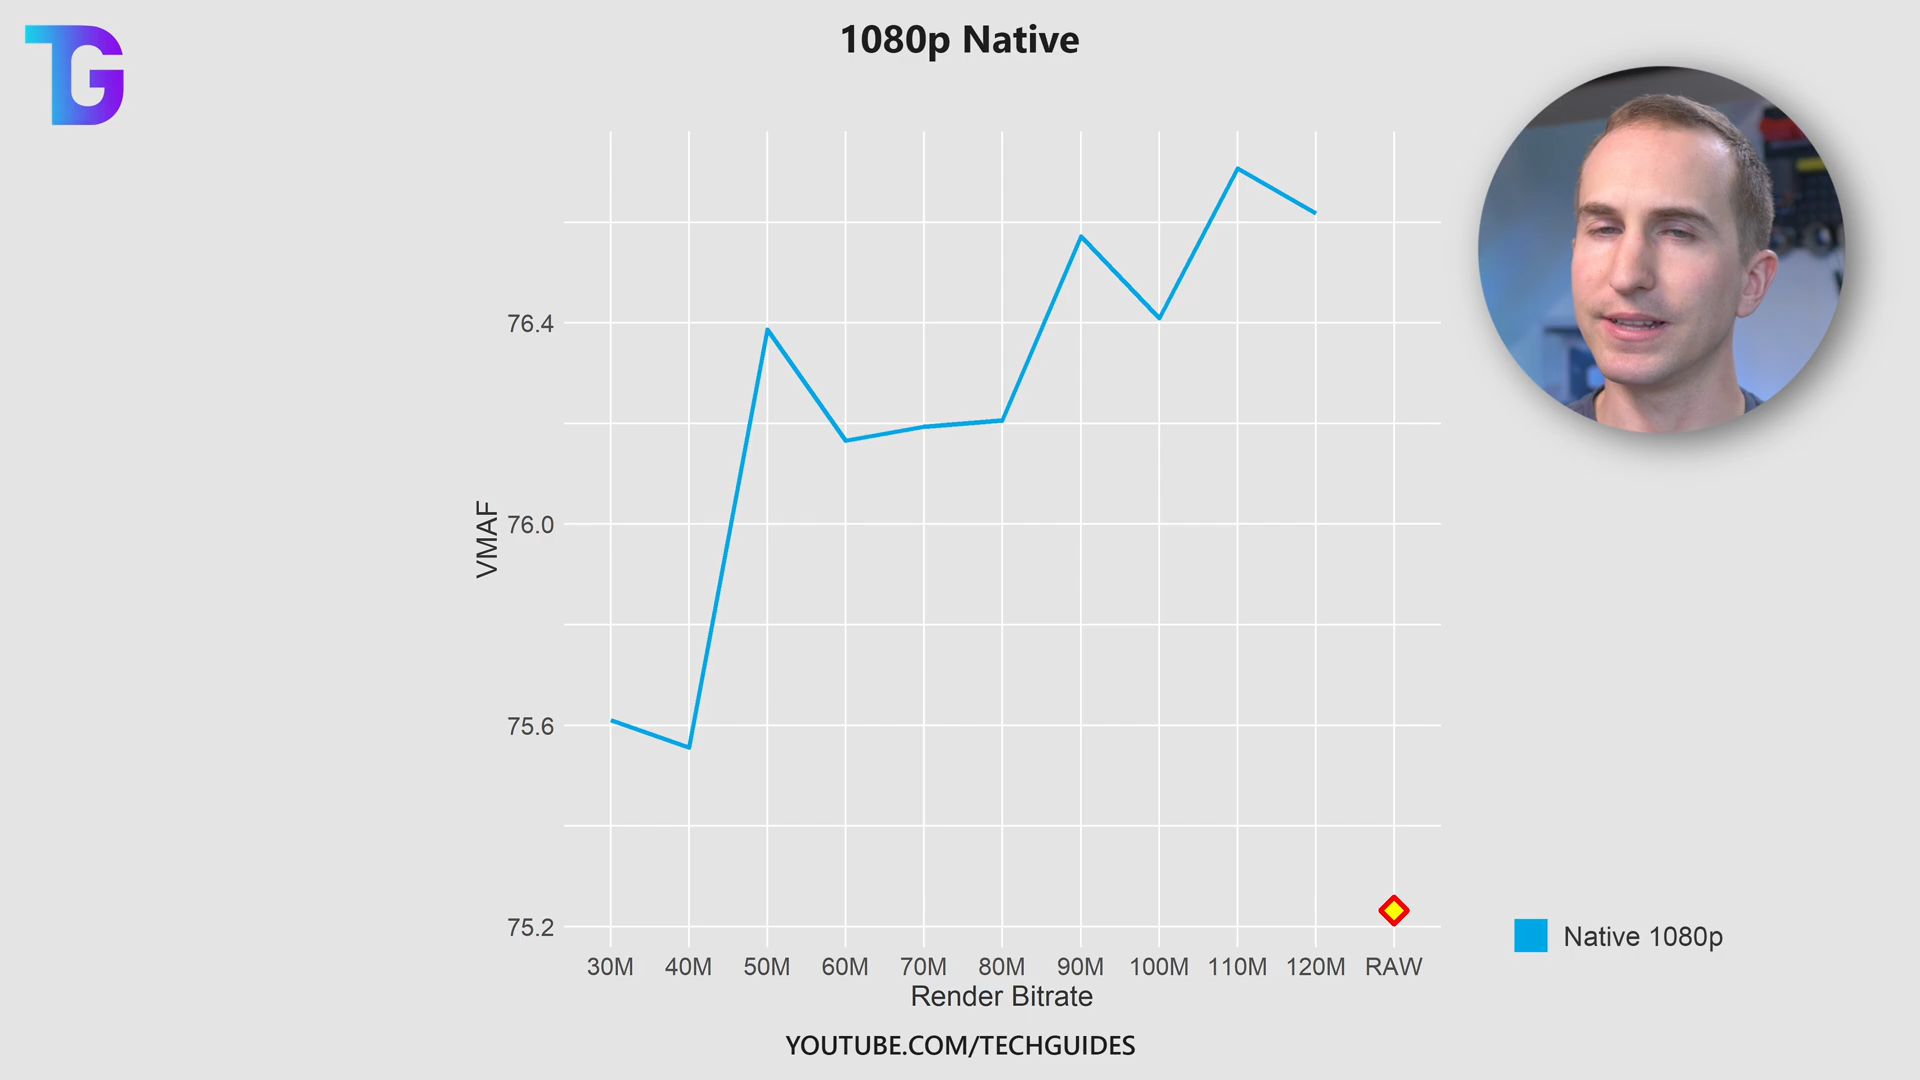 TG
1080p Native
76.4
76.0
75.6
75.2
VMAF
30M 40M 50M 60M 70M 80M 90M 100M 110M 120M RAW
Render Bitrate
Native 1080p
YOUTUBE.COM/TECHGUIDES